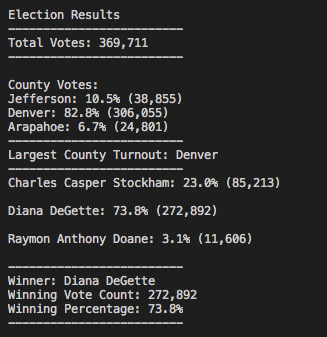 Election Results
-------------------------
Total Votes: 369,711
-------------------------
County Votes:
Jefferson: 10.5% (38,855)
Denver: 82.8% (306,055)
Arapahoe: 6.7% (24,801)
-------------------------
Largest County Turnout: Denver
-------------------------
Charles Casper Stockham: 23.0% (85,213)
Diana DeGette: 73.8% (272,892)
Raymon Anthony Doane: 3.1% (11,606)
-------------------------
Winner: Diana DeGette
Winning Vote Count: 272,892
Winning Percentage: 73.8%
-------------------------